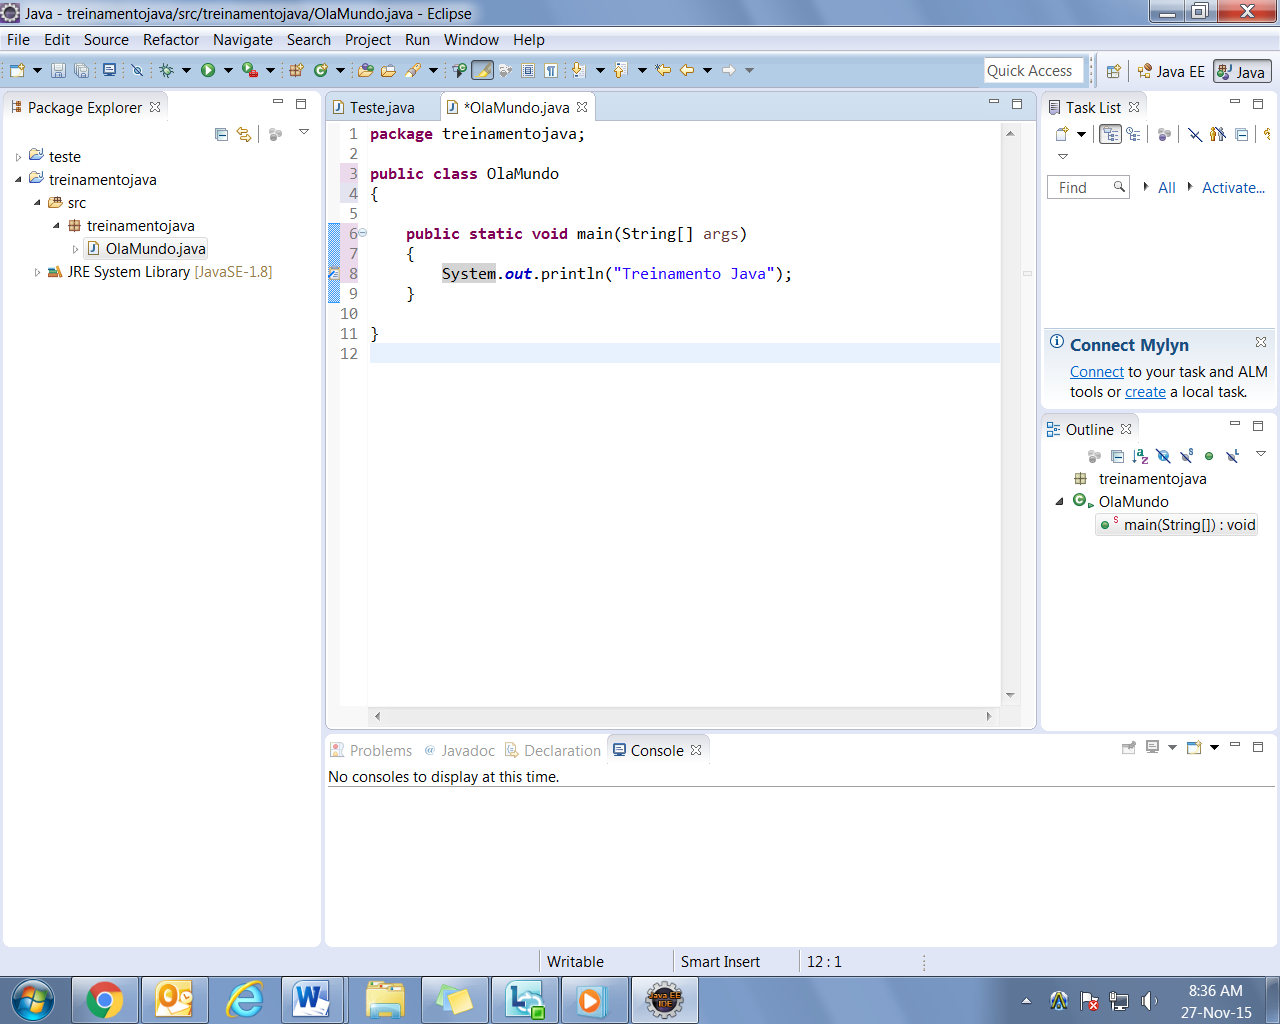 Java - treinamentojava/src/treinamentojava/OlaMundo.java - Eclipse
File Edit Source Refactor Navigate Search Project Run Window Help
Quick Access Java EE Java
Package Explorer
teste
treinamentojava
src
treinamentojava
OlaMundo.java
JRE System Library [JavaSE-1.8]
Teste.java *OlaMundo.java
1 package treinamentojava;
2
3 public class OlaMundo
4 {
5
6 public static void main(String[] args)
7 {
8 System.out.println("Treinamento Java");
9 }
10
11 }
12
Task List
Find All Activate...
Connect Mylyn
Connect to your task and ALM
tools or create a local task.
Outline
treinamentojava
OlaMundo
main(String[]) : void
Problems Javadoc Declaration Console
No consoles to display at this time.
Writable Smart Insert 12 : 1
Java EE
IDE
8:36 AM
27-Nov-15